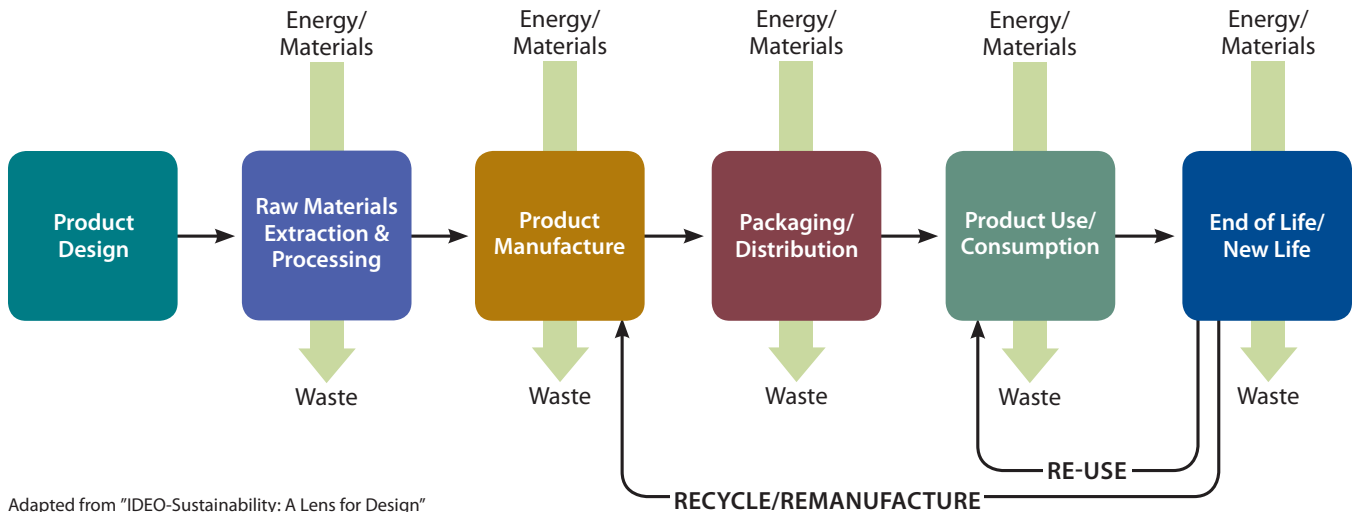 Energy/
Materials
Energy/
Materials
Energy/
Materials
Energy/
Materials
Energy/
Materials
Product
Design
Raw Materials
Extraction &
Processing
Product
Manufacture
Packaging/
Distribution
Product Use/
Consumption
End of Life/
New Life
Waste
Waste
Waste
Waste
Waste
RE-USE
RECYCLE/REMANUFACTURE
Adapted from ”IDEO-Sustainability: A Lens for Design”